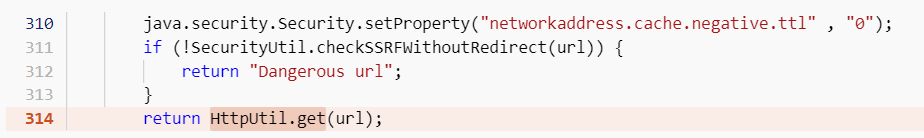 310 java.security.Security.setProperty("networkaddress.cache.negative.ttl" , "0");
311 if (!SecurityUtil.checkSSRFWithoutRedirect(url)) {
312 return "Dangerous url";
313 }
314 return HttpUtil.get(url);